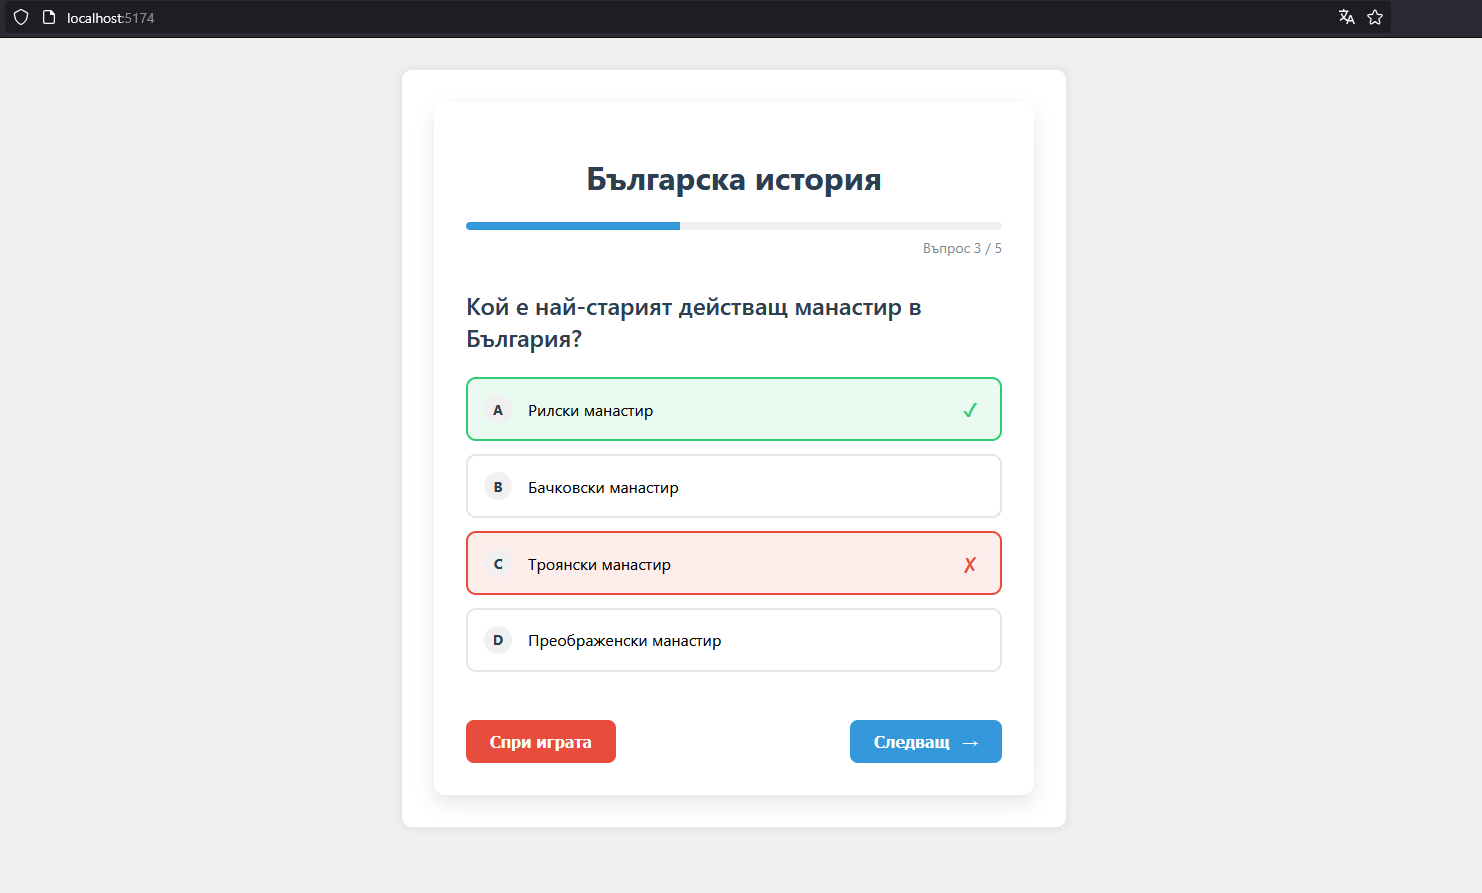 localhost:5174
Българска история
Въпрос 3 / 5
Кой е най-старият действащ манастир в
България?
A Рилски манастир ✓
B Бачковски манастир
C Троянски манастир ✗
D Преображенски манастир
Спри играта
Следващ →